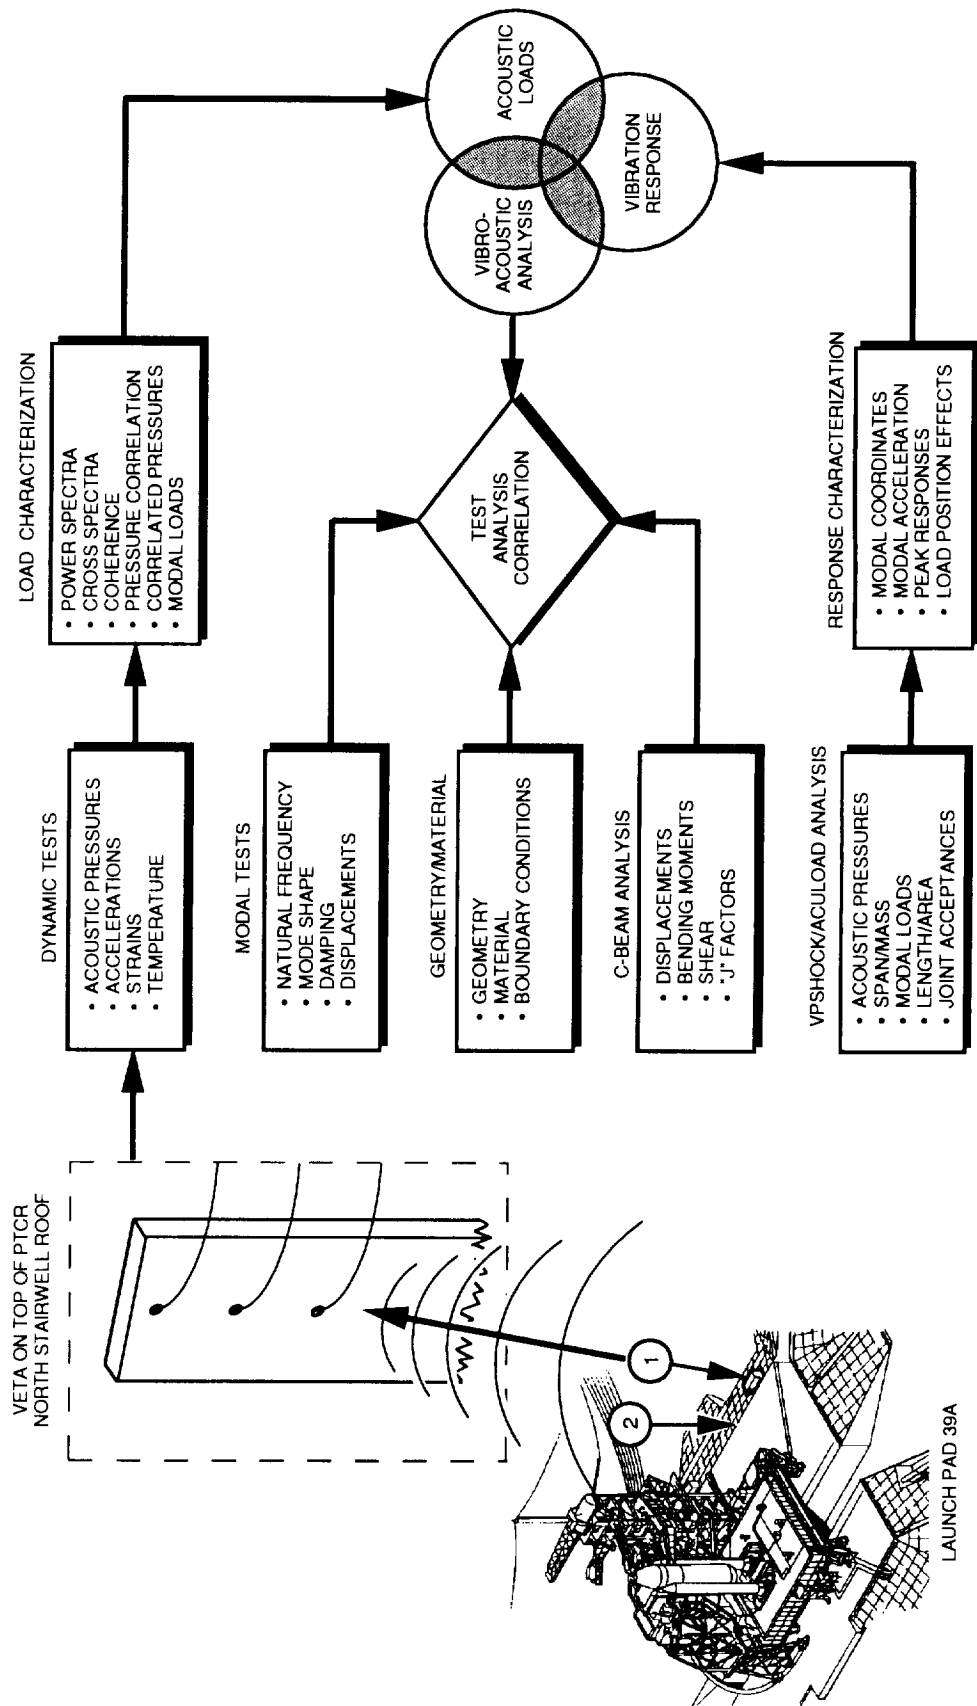 VETA ON TOP OF PTCR
NORTH STAIRWELL ROOF
1
2
LAUNCH PAD 39A
DYNAMIC TESTS
• ACOUSTIC PRESSURES
• ACCELERATIONS
• STRAINS
• TEMPERATURE
MODAL TESTS
• NATURAL FREQUENCY
• MODE SHAPE
• DAMPING
• DISPLACEMENTS
GEOMETRY/MATERIAL
• GEOMETRY
• MATERIAL
• BOUNDARY CONDITIONS
C-BEAM ANALYSIS
• DISPLACEMENTS
• BENDING MOMENTS
• SHEAR
• "J" FACTORS
VPSHOCK/ACULOAD ANALYSIS
• ACOUSTIC PRESSURES
• SPAN/MASS
• MODAL LOADS
• LENGTH/AREA
• JOINT ACCEPTANCES
LOAD CHARACTERIZATION
• POWER SPECTRA
• CROSS SPECTRA
• COHERENCE
• PRESSURE CORRELATION
• CORRELATED PRESSURES
• MODAL LOADS
TEST
ANALYSIS
CORRELATION
RESPONSE CHARACTERIZATION
• MODAL COORDINATES
• MODAL ACCELERATION
• PEAK RESPONSES
• LOAD POSITION EFFECTS
VIBRO-
ACOUSTIC
ANALYSIS
ACOUSTIC
LOADS
VIBRATION
RESPONSE